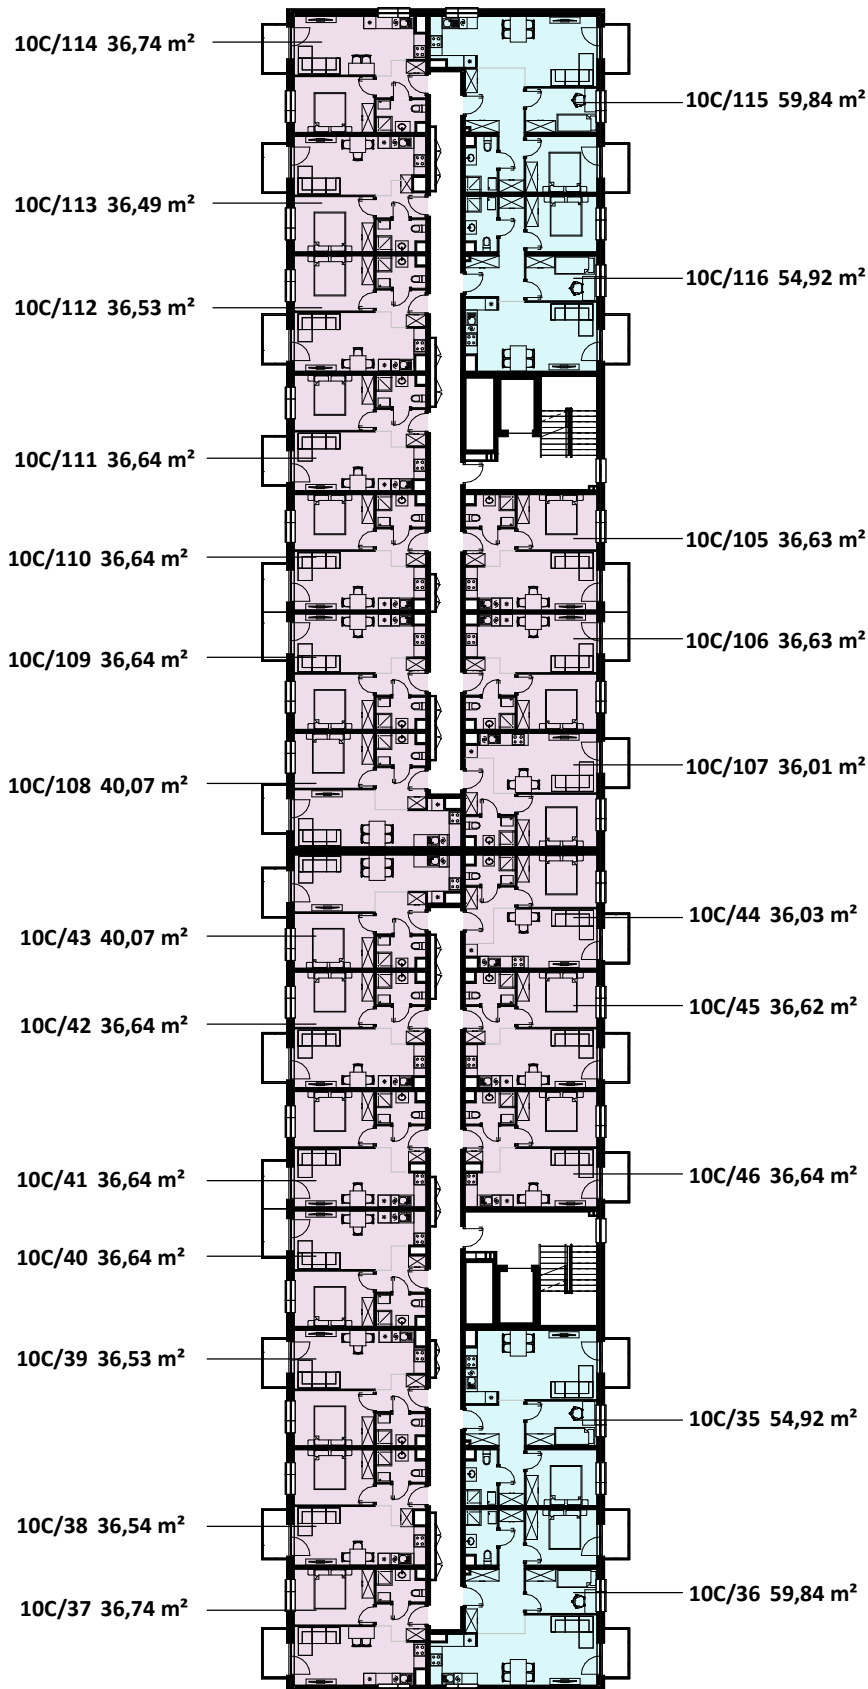 10C/114 36,74 m²
10C/115 59,84 m²
10C/113 36,49 m²
10C/116 54,92 m²
10C/112 36,53 m²
10C/111 36,64 m²
10C/105 36,63 m²
10C/110 36,64 m²
10C/106 36,63 m²
10C/109 36,64 m²
10C/107 36,01 m²
10C/108 40,07 m²
10C/44 36,03 m²
10C/43 40,07 m²
10C/45 36,62 m²
10C/42 36,64 m²
10C/46 36,64 m²
10C/41 36,64 m²
10C/40 36,64 m²
10C/39 36,53 m²
10C/35 54,92 m²
10C/38 36,54 m²
10C/36 59,84 m²
10C/37 36,74 m²